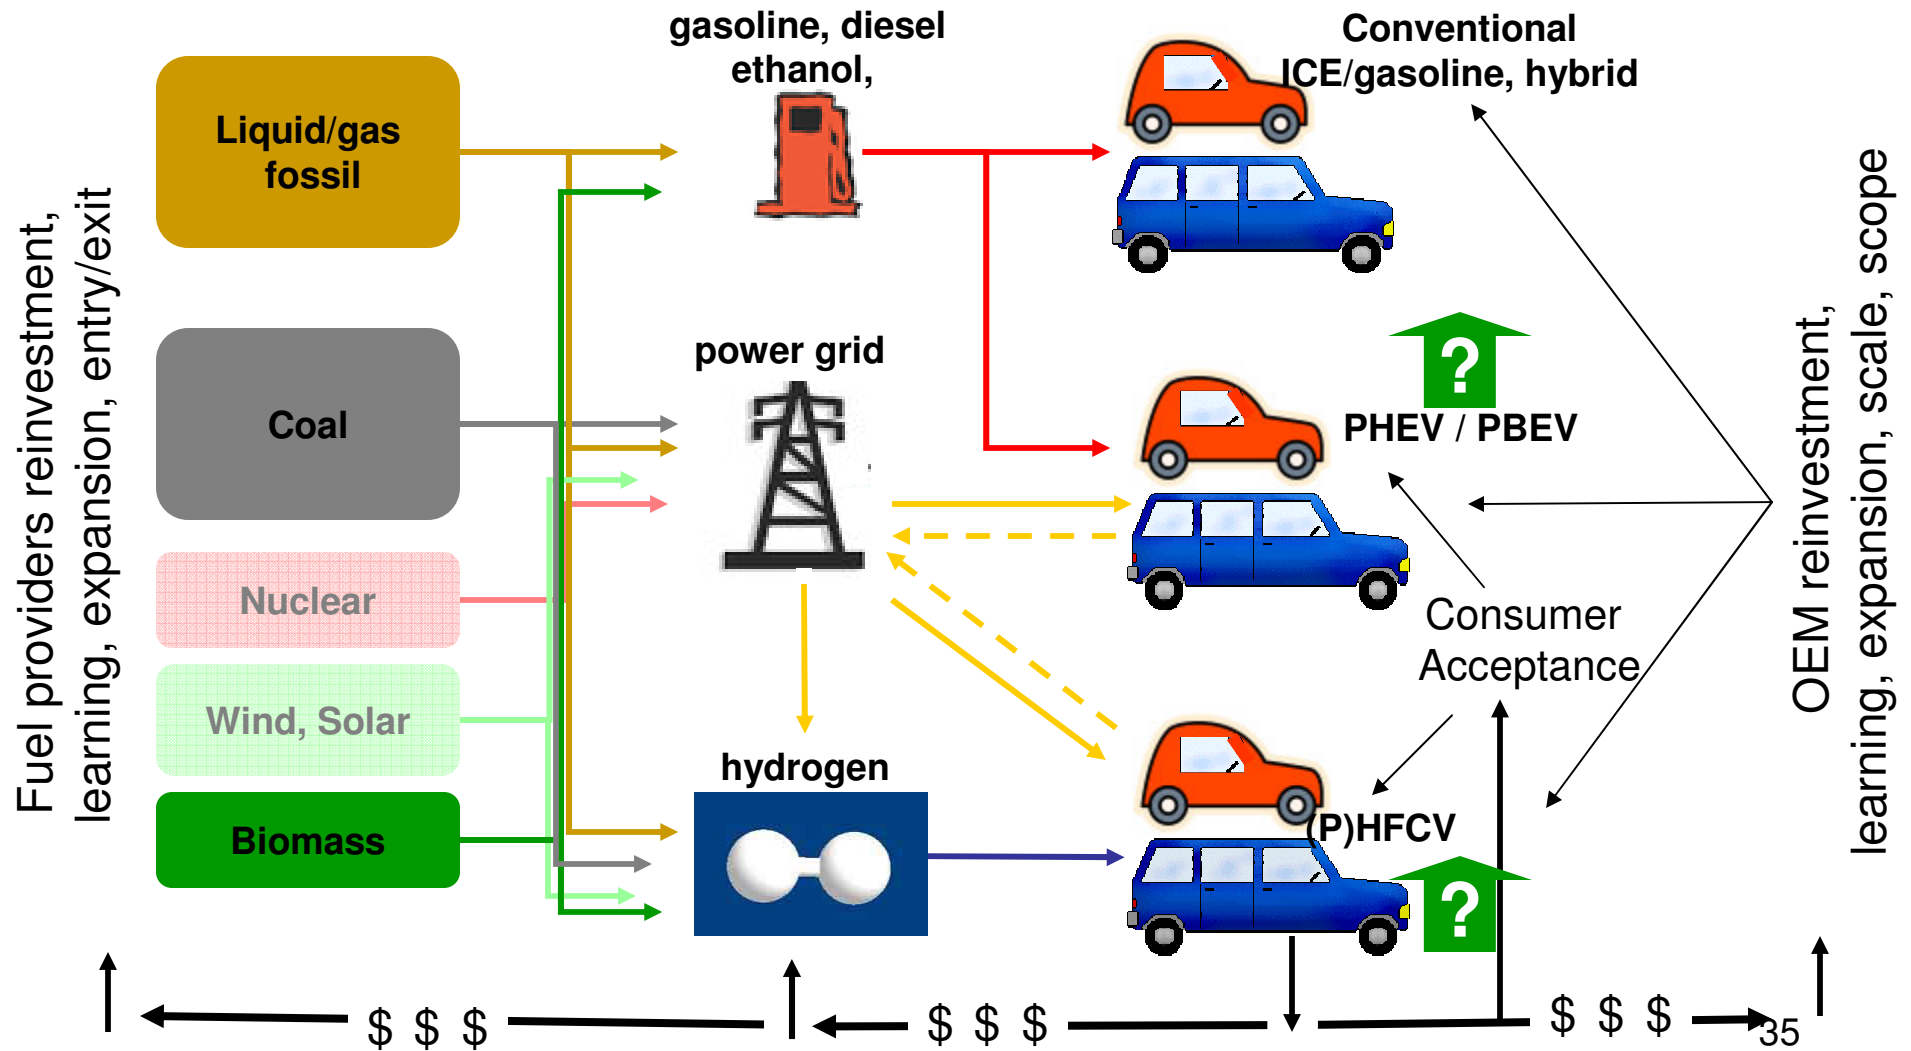 gasoline, diesel
ethanol,
Conventional
ICE/gasoline, hybrid
Liquid/gas
fossil
Fuel providers reinvestment,
learning, expansion, entry/exit
OEM reinvestment,
learning, expansion, scale, scope
power grid
?
PHEV / PBEV
Coal
Nuclear
Consumer
Acceptance
Wind, Solar
hydrogen
Biomass
(P)HFCV
?
$ $ $
$ $ $
$ $ $
35